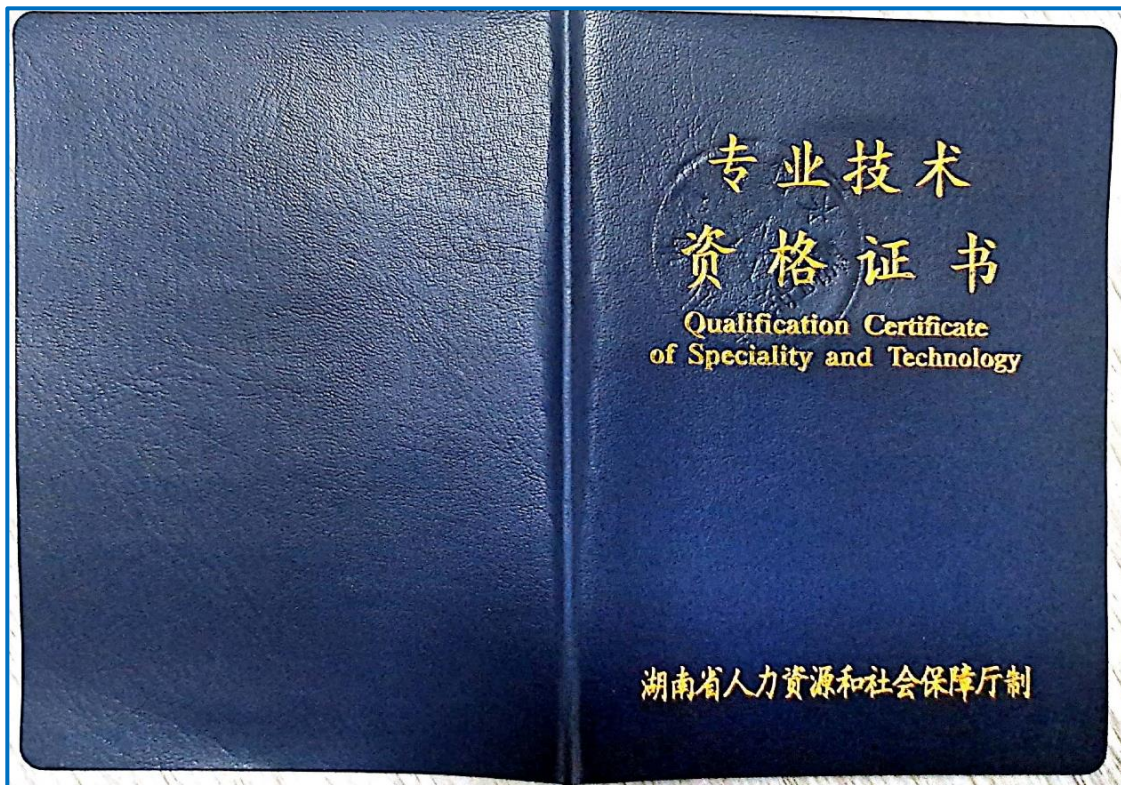 专业技术
资格证书
Qualification Certificate
of Speciality and Technology
湖南省人力资源和社会保障厅制